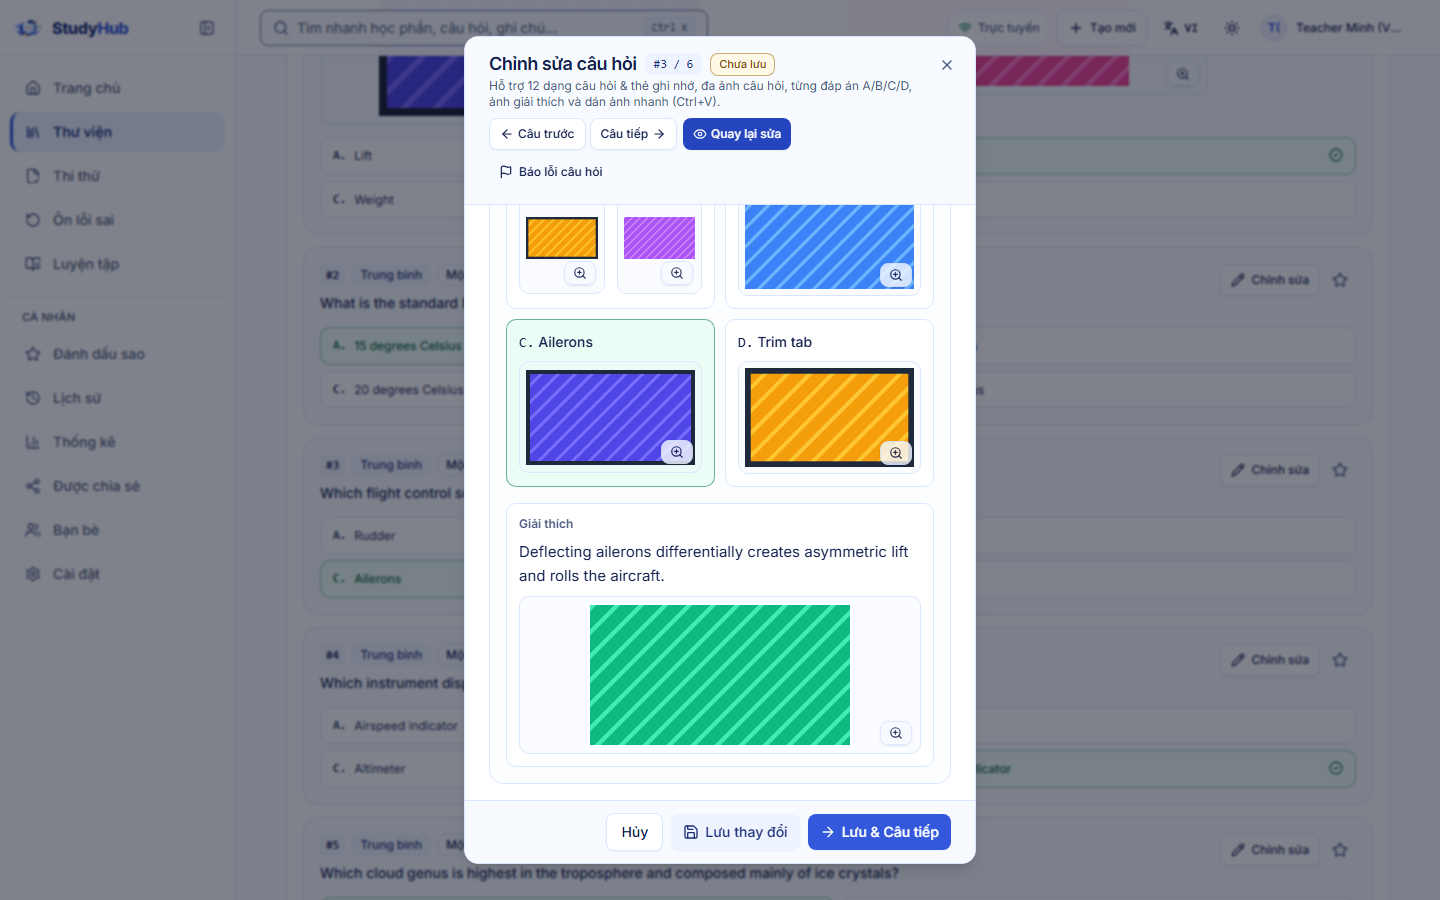 StudyHub
Tìm nhanh học phần, câu hỏi, ghi chú...
Ctrl K
Trực tuyến
Tạo mới
VI
T(
Teacher Minh (V...
Trang chủ
Thư viện
Thi thử
Ôn lỗi sai
Luyện tập
CÁ NHÂN
Đánh dấu sao
Lịch sử
Thống kê
Được chia sẻ
Bạn bè
Cài đặt
A. Lift
C. Weight
#2 Trung bình
Chỉnh sửa
What is the standard
A. 15 degrees Celsius
C. 20 degrees Celsius
#3 Trung bình
Chỉnh sửa
Which flight control
A. Rudder
C. Ailerons
#4 Trung bình
Chỉnh sửa
Which instrument
A. Airspeed indicator
C. Altimeter
#5 Trung bình
Chỉnh sửa
Which cloud genus is highest in the troposphere and composed mainly of ice crystals?
Chỉnh sửa câu hỏi
#3 / 6
Chưa lưu
Hỗ trợ 12 dạng câu hỏi & thẻ ghi nhớ, đa ảnh câu hỏi, từng đáp án A/B/C/D,
ảnh giải thích và dán ảnh nhanh (Ctrl+V).
Câu trước
Câu tiếp
Quay lại sửa
Báo lỗi câu hỏi
C. Ailerons
D. Trim tab
Giải thích
Deflecting ailerons differentially creates asymmetric lift
and rolls the aircraft.
Hủy
Lưu thay đổi
Lưu & Câu tiếp